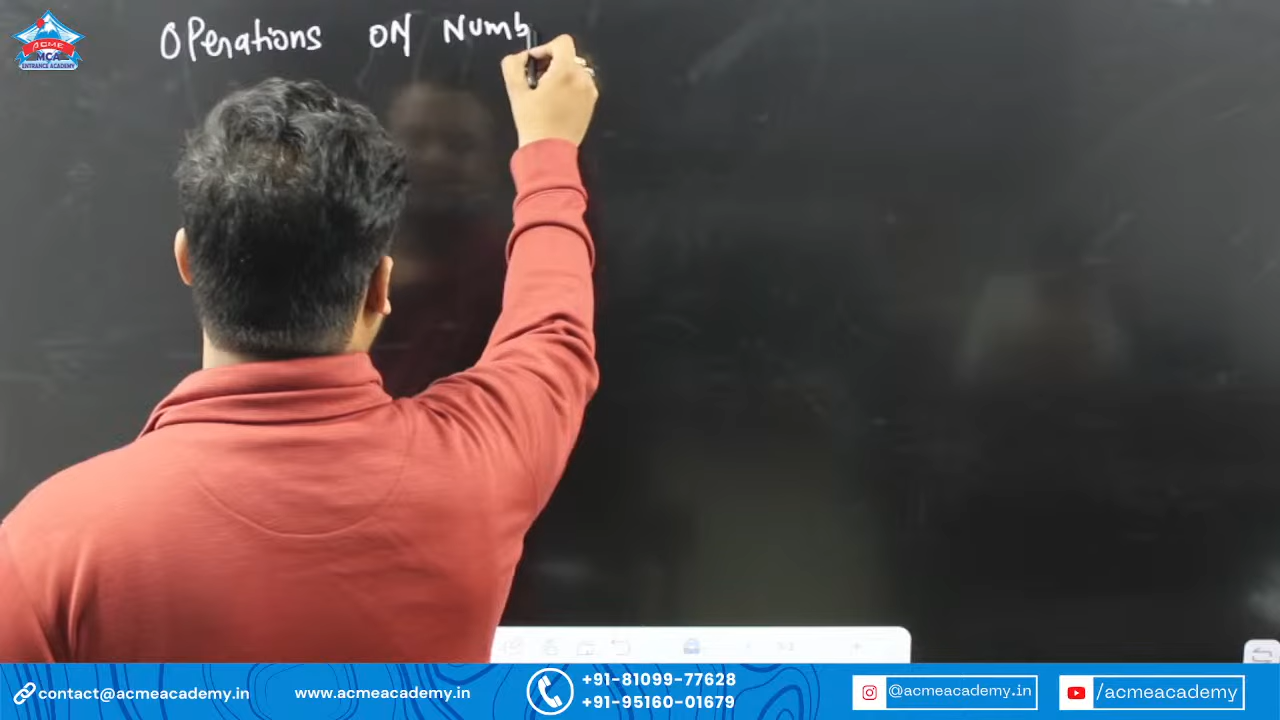 OPerations ON Numb
ACME
MCA
ENTRANCE ACADEMY
contact@acmeacademy.in
www.acmeacademy.in
+91-81099-77628
+91-95160-01679
@acmeacademy.in
/acmeacademy